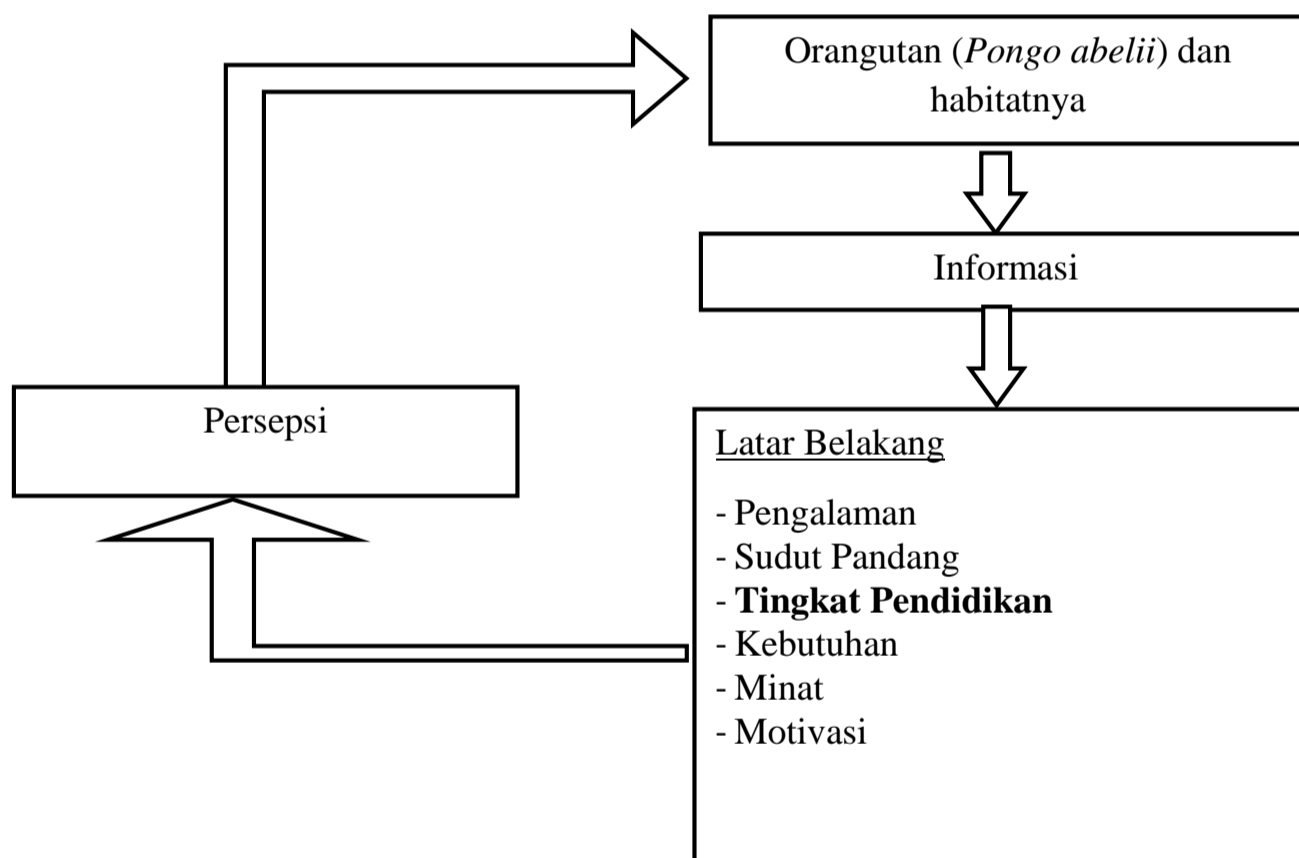 Orangutan (Pongo abelii) dan
habitatnya
Informasi
Persepsi
Latar Belakang
- Pengalaman
- Sudut Pandang
- Tingkat Pendidikan
- Kebutuhan
- Minat
- Motivasi